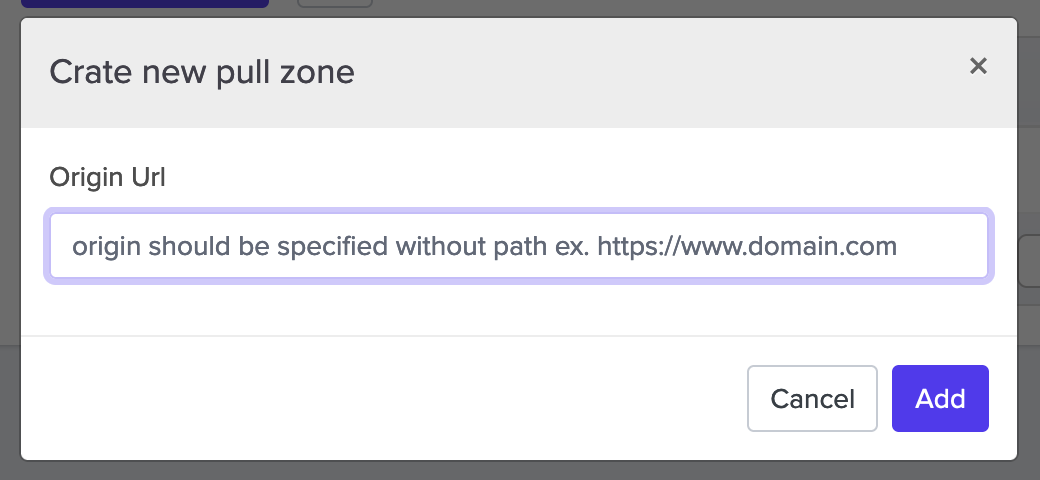 Crate new pull zone
×
Origin Url
origin should be specified without path ex. https://www.domain.com
Cancel Add